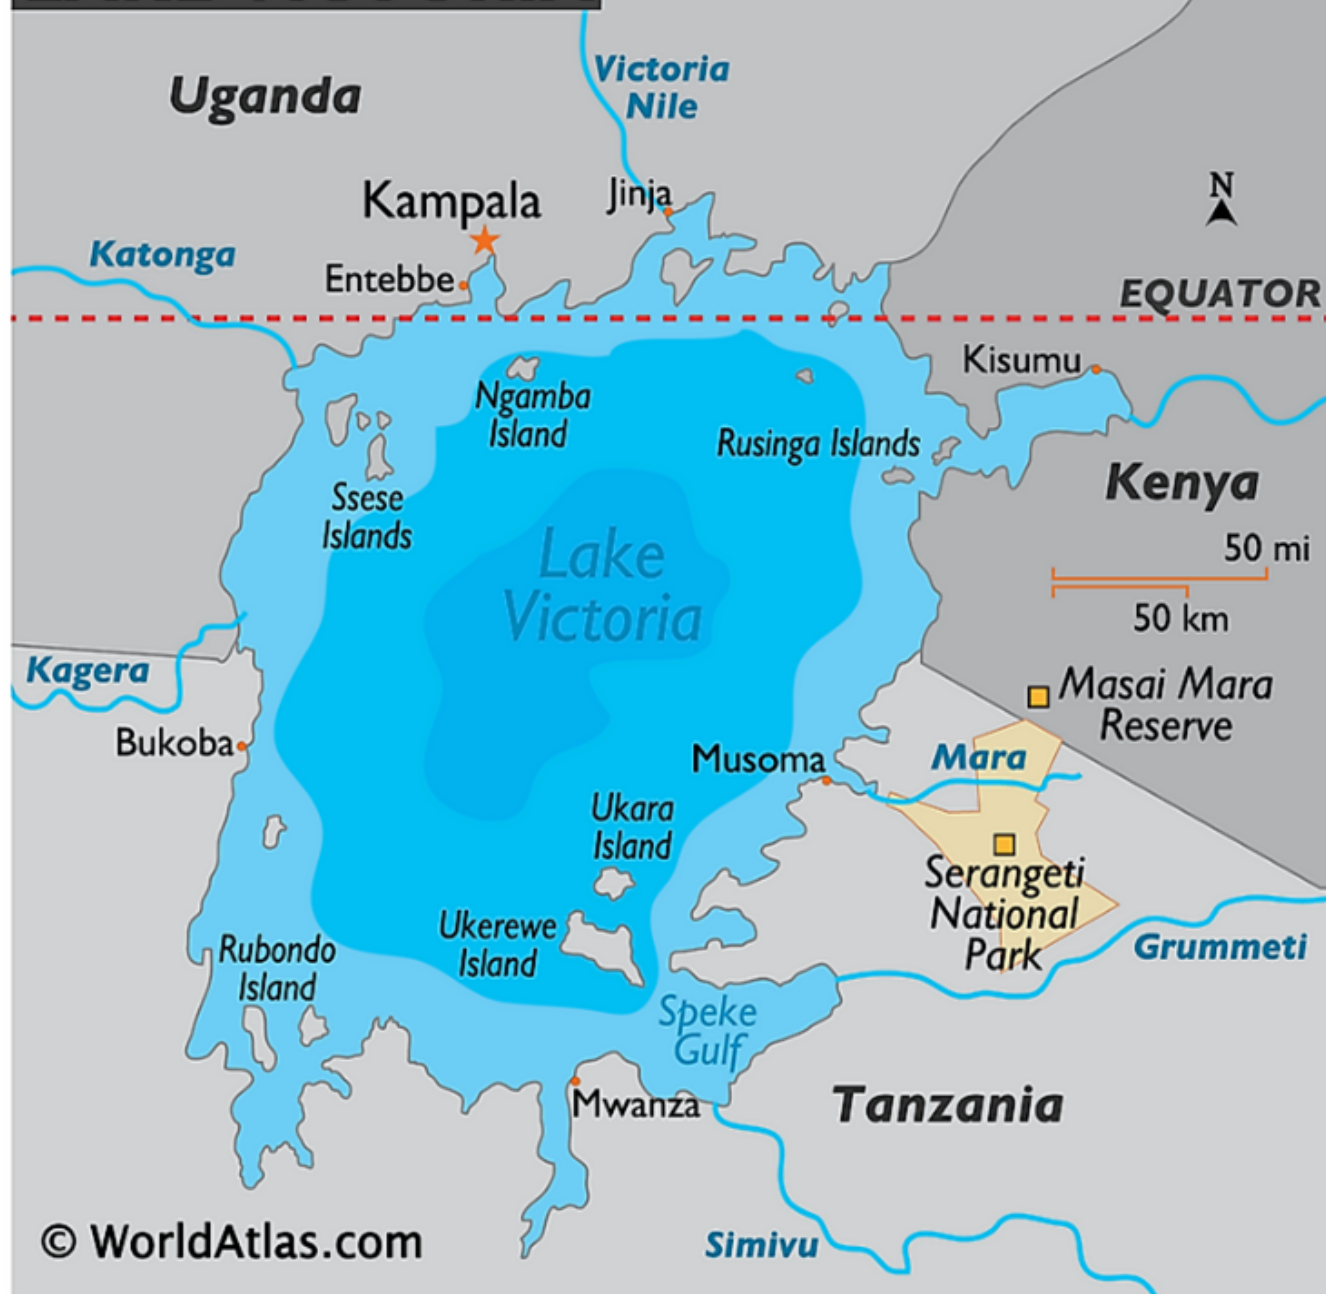 Victoria
Nile
Uganda
N
Kampala
Jinja
Katonga
Entebbe
EQUATOR
Kisumu
Ngamba
Island
Rusinga Islands
Ssese
Islands
Kenya
50 mi
50 km
Lake
Victoria
Kagera
Masai Mara
Reserve
Bukoba
Musoma
Mara
Ukara
Island
Serangeti
National
Park
Ukerewe
Island
Grummeti
Rubondo
Island
Speke
Gulf
Mwanza
Tanzania
© WorldAtlas.com
Simivu